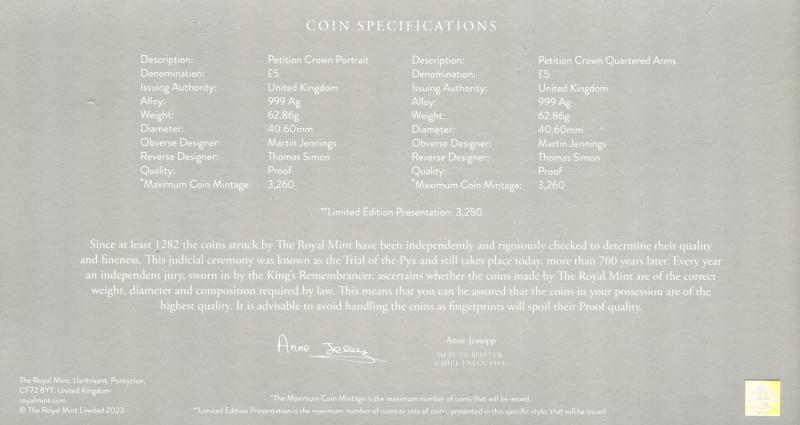 COIN SPECIFICATIONS
Description: Petition Crown Portrait
Denomination: £5
Issuing Authority: United Kingdom
Alloy: 999 Ag
Weight: 62.86g
Diameter: 40.60mm
Obverse Designer: Martin Jennings
Reverse Designer: Thomas Simon
Quality: Proof
*Maximum Coin Mintage: 3,260
Description: Petition Crown Quartered Arms
Denomination: £5
Issuing Authority: United Kingdom
Alloy: 999 Ag
Weight: 62.86g
Diameter: 40.60mm
Obverse Designer: Martin Jennings
Reverse Designer: Thomas Simon
Quality: Proof
*Maximum Coin Mintage: 3,260
**Limited Edition Presentation: 3,250
Since at least 1282 the coins struck by The Royal Mint have been independently and rigorously checked to determine their quality
and fineness. This judicial ceremony was known as the Trial of the Pyx and still takes place today, more than 700 years later. Every year
an independent jury, sworn in by the King's Remembrancer, ascertains whether the coins made by The Royal Mint are of the correct
weight, diameter and composition required by law. This means that you can be assured that the coins in your possession are of the
highest quality. It is advisable to avoid handling the coins as fingerprints will spoil their Proof quality.
Anne Jessopp
Anne Jessopp
DEPUTY MASTER
CHIEF EXECUTIVE
The Royal Mint, Llantrisant, Pontyclun,
CF72 8YT, United Kingdom
royalmint.com
© The Royal Mint Limited 2023
*The Maximum Coin Mintage is the maximum number of coins that will be issued.
**Limited Edition Presentation is the maximum number of coins or sets of coins, presented in this specific style, that will be issued.